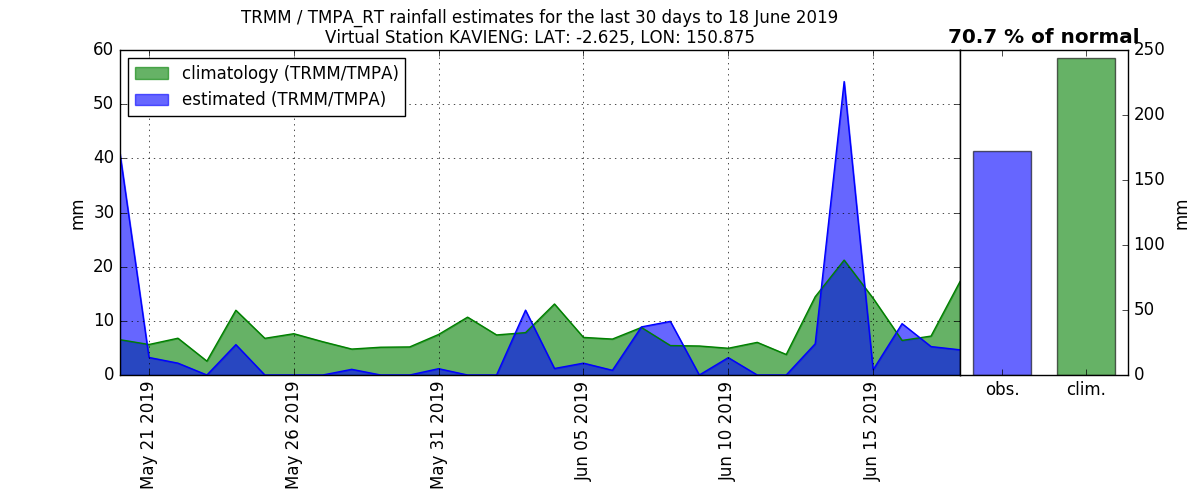 TRMM / TMPA_RT rainfall estimates for the last 30 days to 18 June 2019
Virtual Station KAVIENG: LAT: -2.625, LON: 150.875
70.7 % of normal
climatology (TRMM/TMPA)
estimated (TRMM/TMPA)
60
50
40
30
20
10
0
mm
May 21 2019
May 26 2019
May 31 2019
Jun 05 2019
Jun 10 2019
Jun 15 2019
250
200
150
100
50
0
mm
obs.
clim.